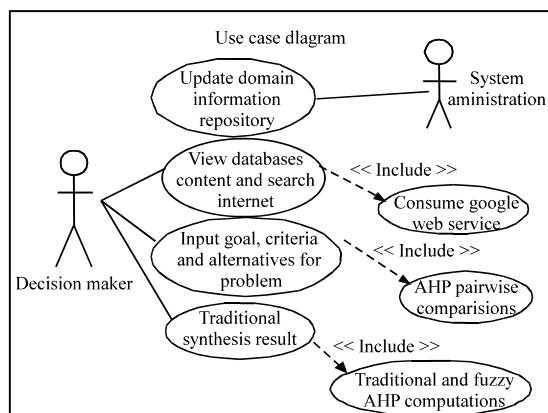 Use case diagram
Update domain
information
repository
System
aministration
View databases
content and search
internet
<< Include >>
Consume google
web service
Input goal, criteria
and alternatives for
problem
<< Include >>
AHP pairwise
comparisions
Decision maker
Traditional
synthesis result
<< Include >>
Traditional and fuzzy
AHP computations